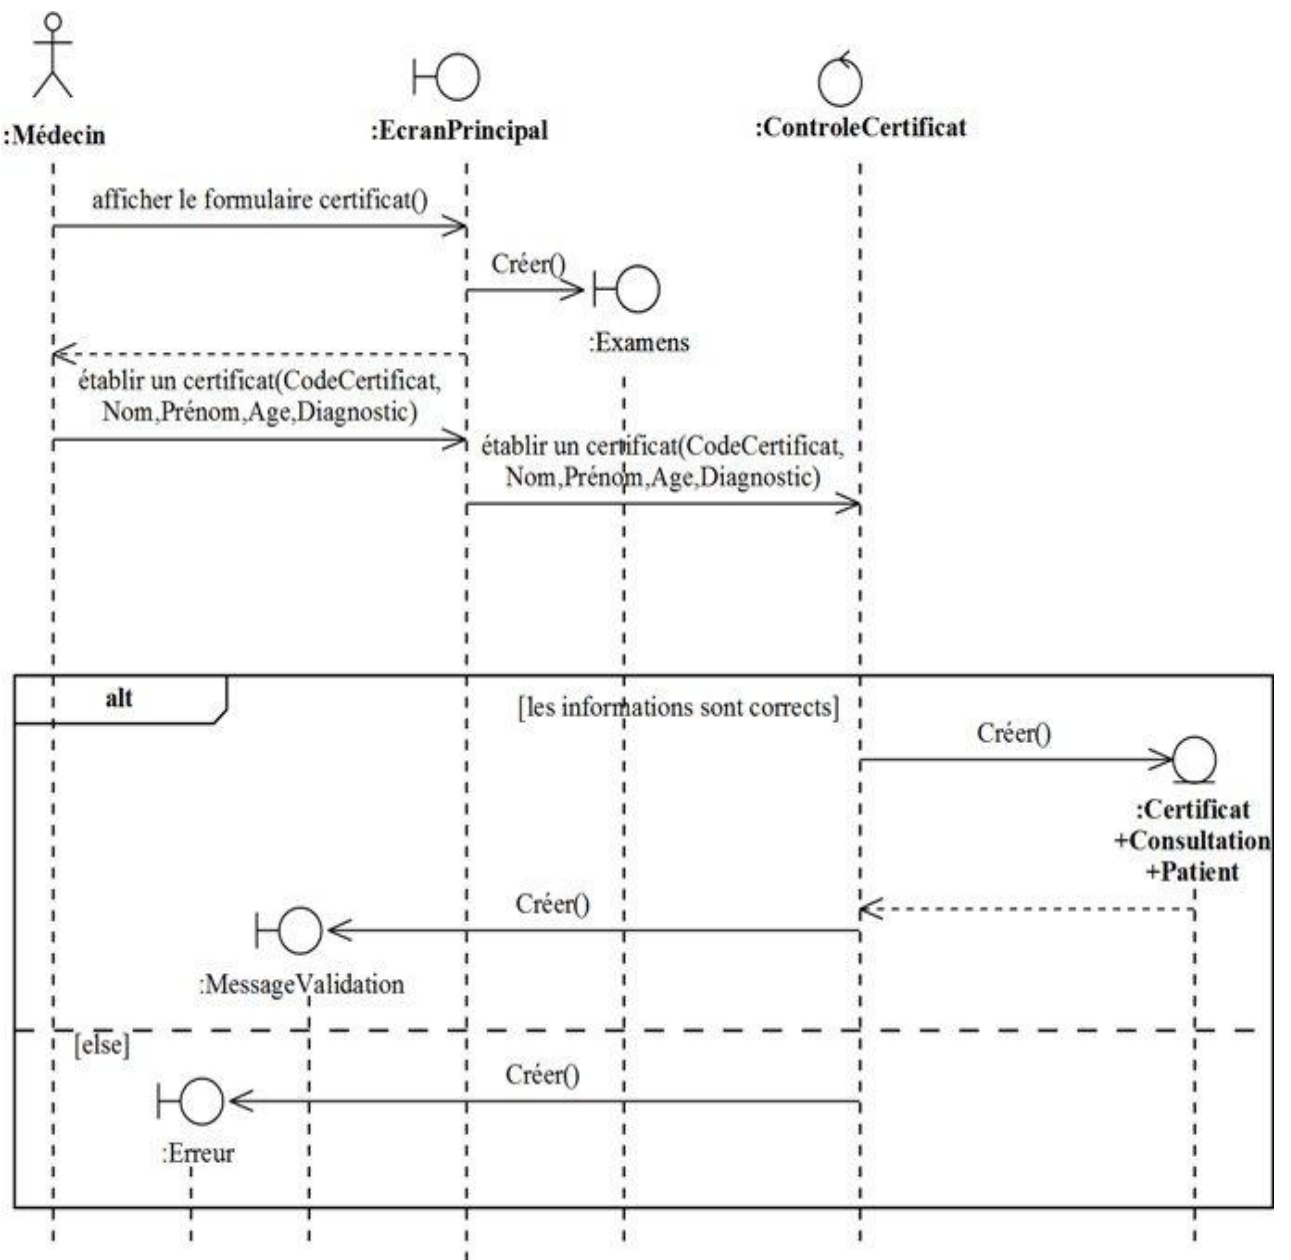 :Médecin
:EcranPrincipal
:ControleCertificat
afficher le formulaire certificat()
Créer()
:Examens
établir un certificat(CodeCertificat,
Nom,Prénom,Age,Diagnostic)
établir un certificat(CodeCertificat,
Nom,Prénom,Age,Diagnostic)
alt
[les informations sont corrects]
Créer()
:Certificat
+Consultation
+Patient
Créer()
:MessageValidation
[else]
Créer()
:Erreur